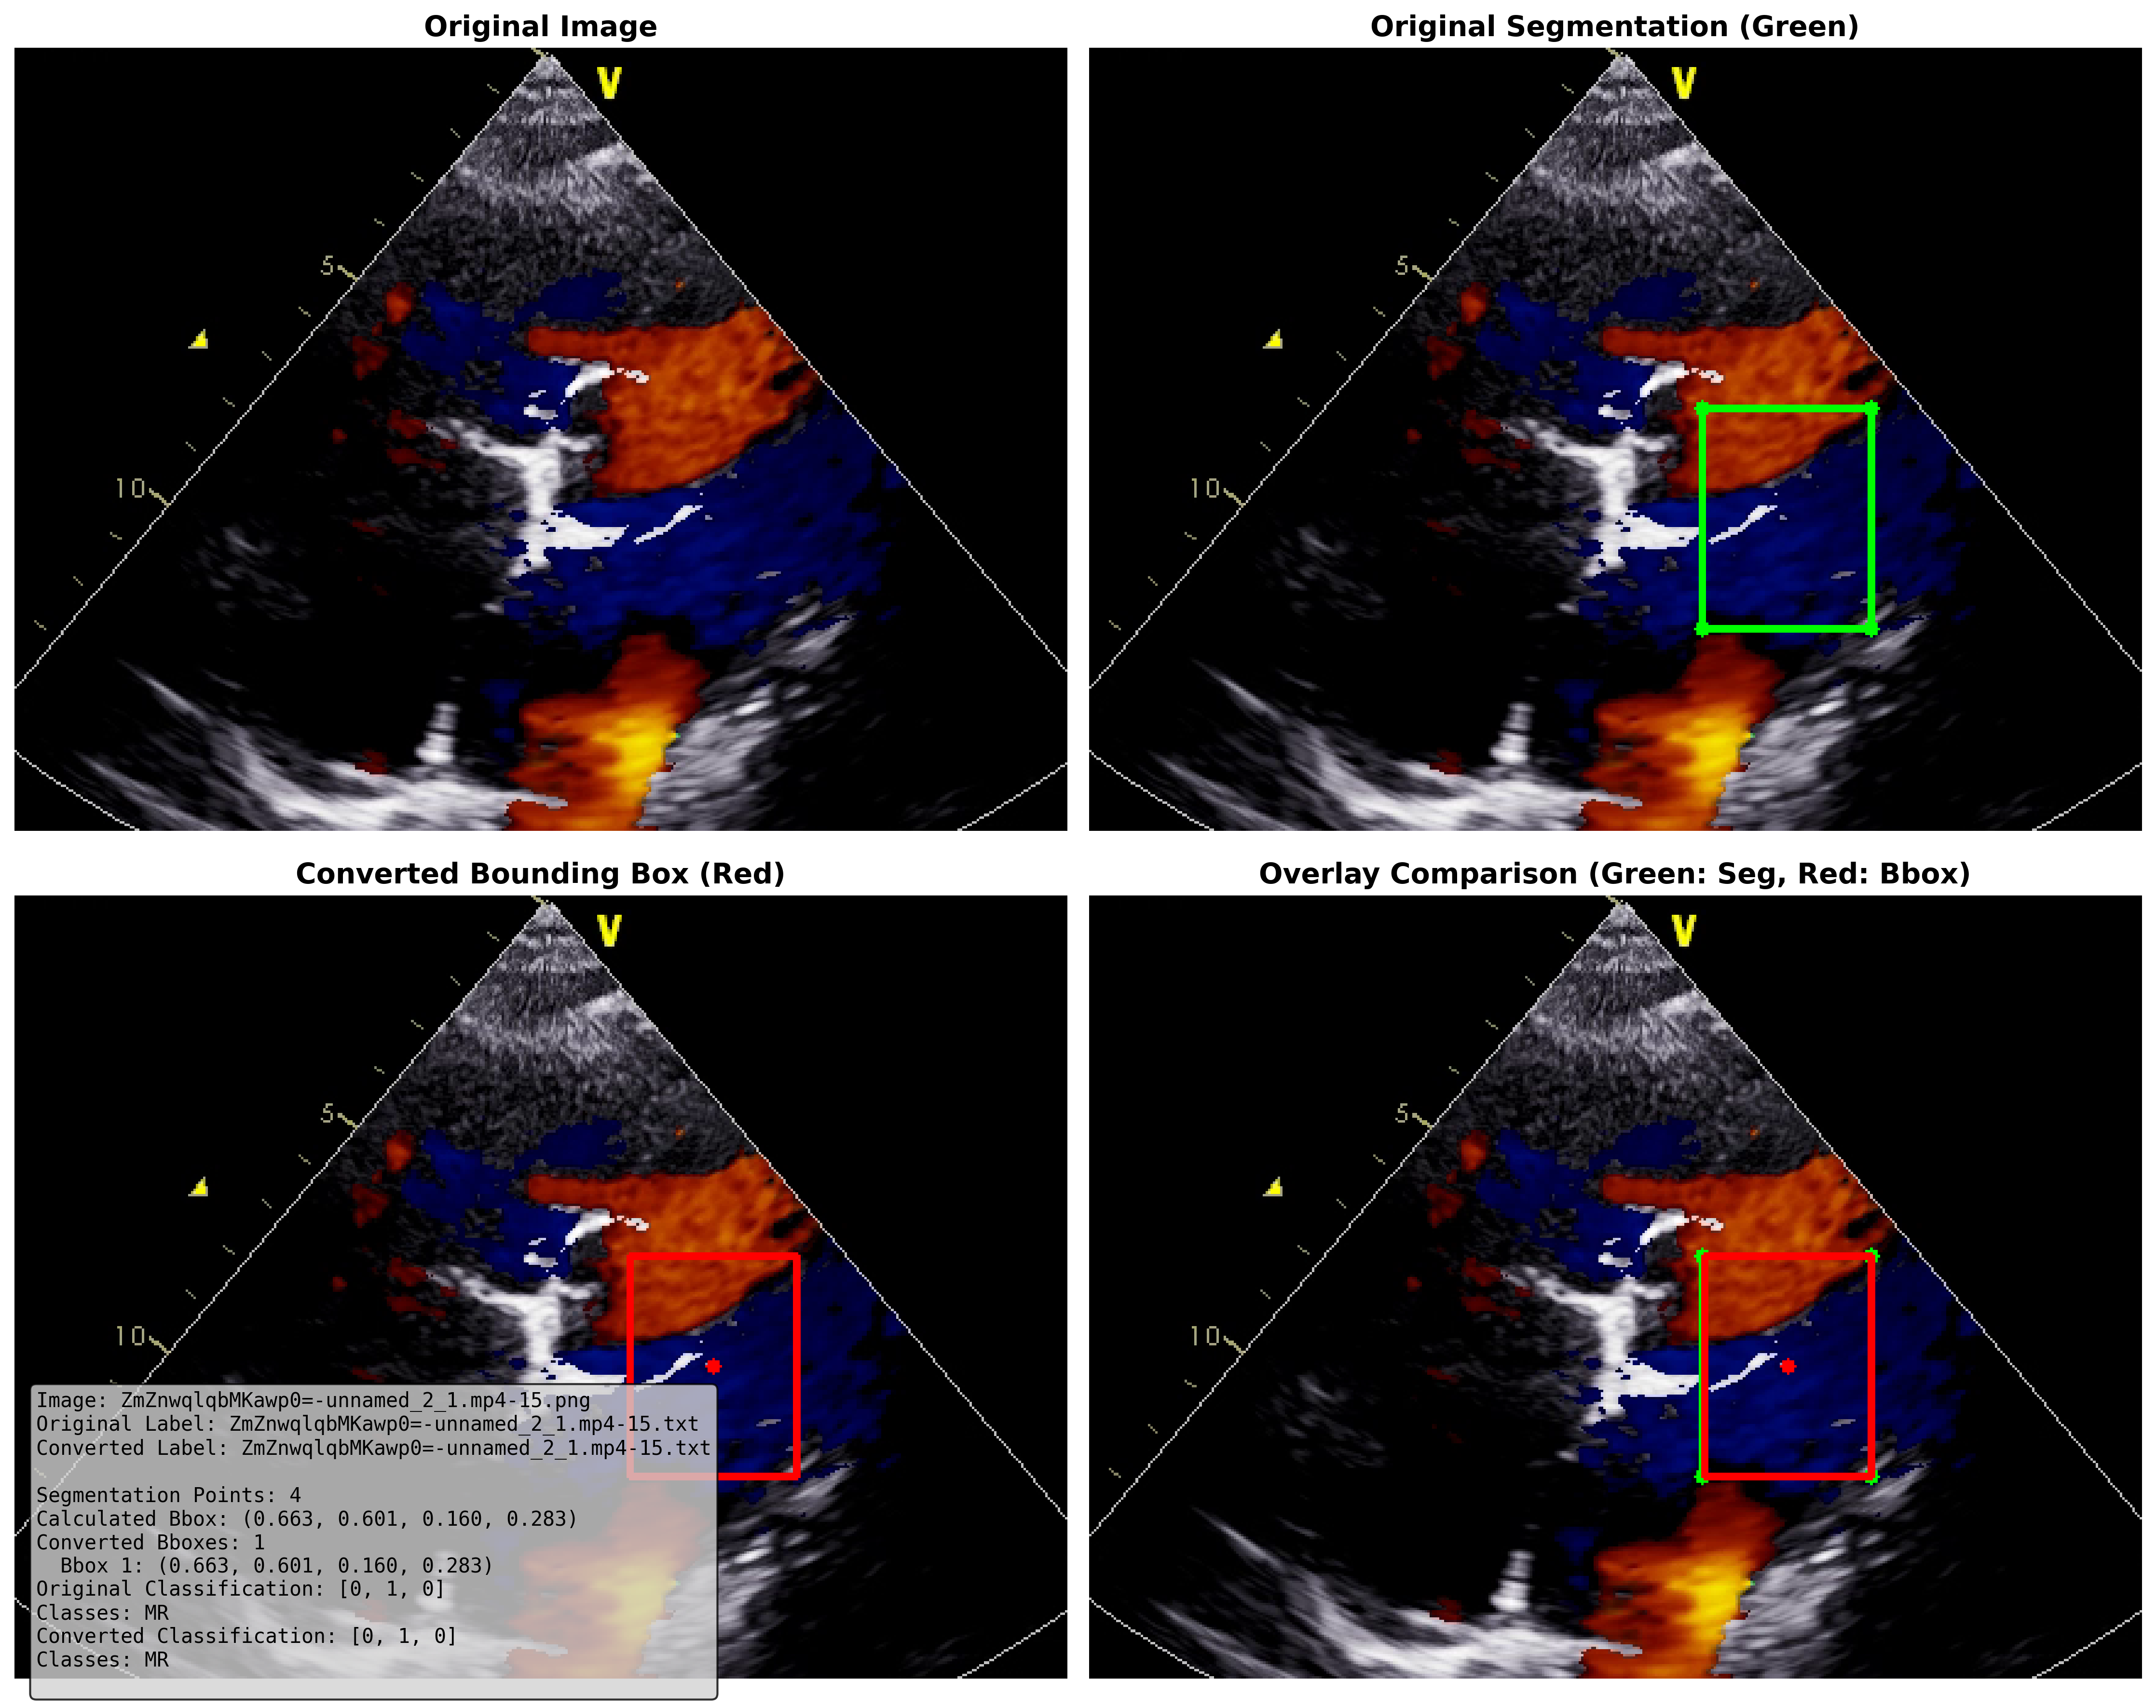 Original Image
V
5
10
Original Segmentation (Green)
V
5
10
Converted Bounding Box (Red)
V
5
10
Image: ZmZnwqlqbMKawp0=-unnamed_2_1.mp4-15.png
Original Label: ZmZnwqlqbMKawp0=-unnamed_2_1.mp4-15.txt
Converted Label: ZmZnwqlqbMKawp0=-unnamed_2_1.mp4-15.txt
Segmentation Points: 4
Calculated Bbox: (0.663, 0.601, 0.160, 0.283)
Converted Bboxes: 1
Bbox 1: (0.663, 0.601, 0.160, 0.283)
Original Classification: [0, 1, 0]
Classes: MR
Converted Classification: [0, 1, 0]
Classes: MR
Overlay Comparison (Green: Seg, Red: Bbox)
V
5
10